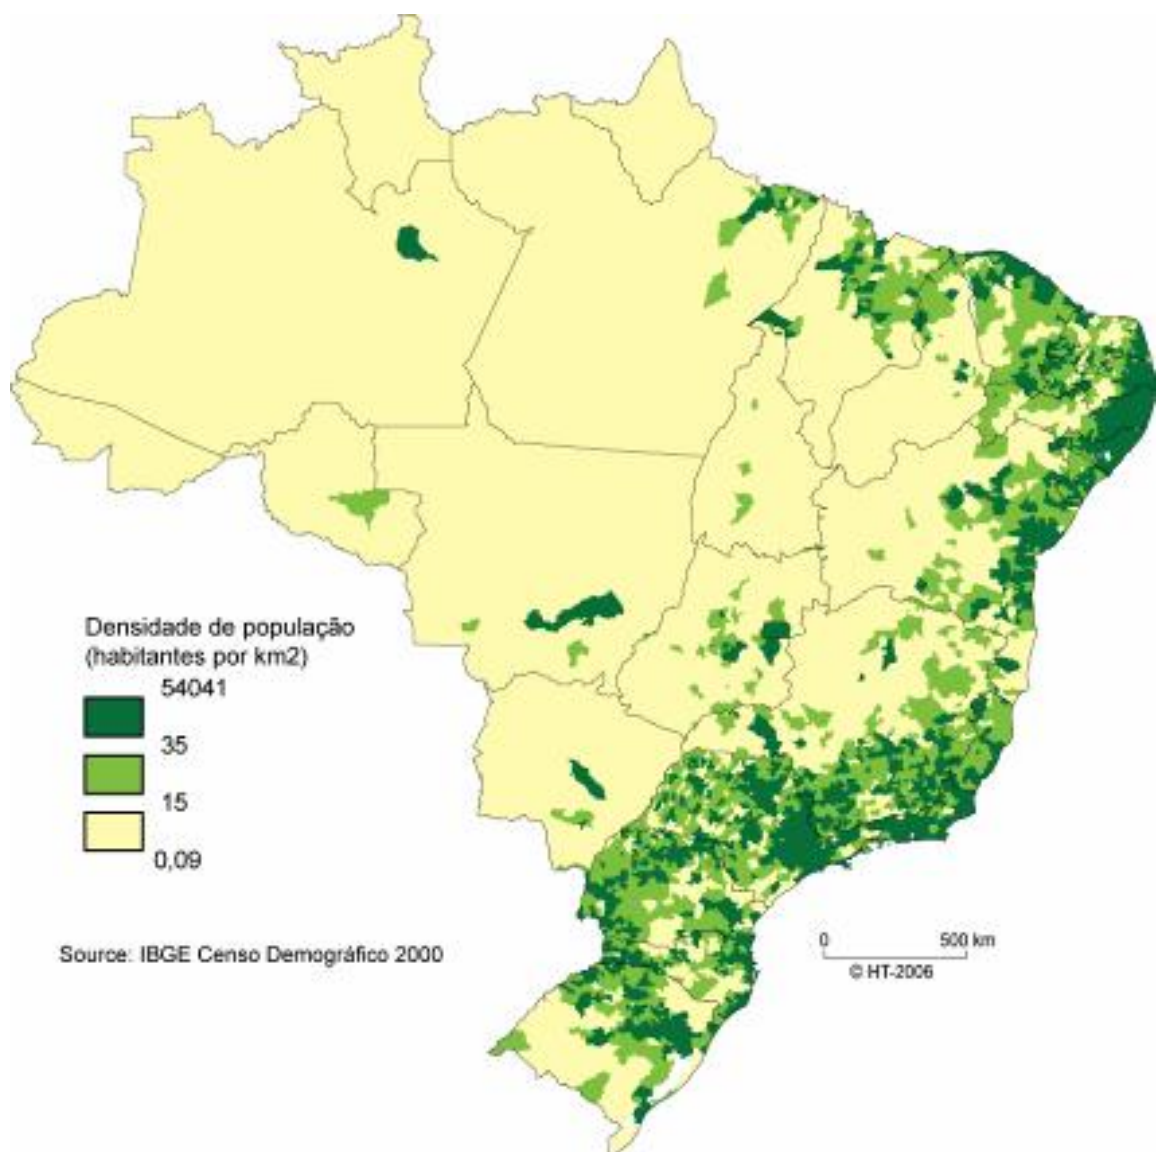 Densidade de população
(habitantes por km2)
54041
35
15
0,09
Source: IBGE Censo Demográfico 2000
0 500 km
© HT-2006